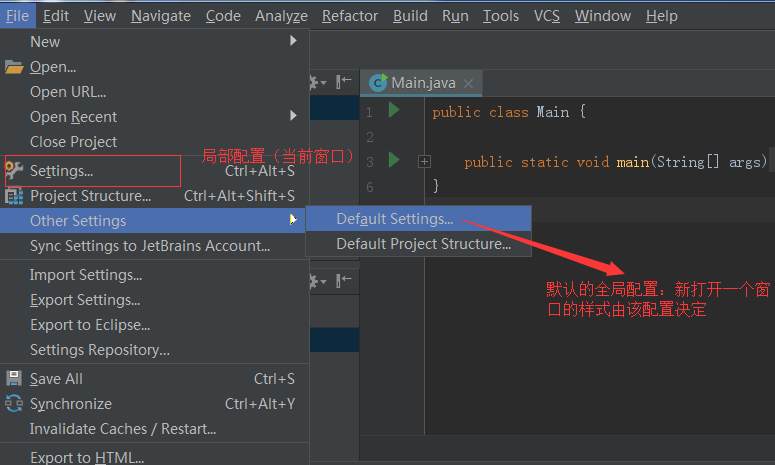 File Edit View Navigate Code Analyze Refactor Build Run Tools VCS Window Help
New
Open...
Open URL...
Open Recent
Close Project
Settings... Ctrl+Alt+S
局部配置（当前窗口）
Project Structure... Ctrl+Alt+Shift+S
Other Settings
Sync Settings to JetBrains Account...
Import Settings...
Export Settings...
Export to Eclipse...
Settings Repository...
Save All Ctrl+S
Synchronize Ctrl+Alt+Y
Invalidate Caches / Restart...
Export to HTML...
Default Settings...
Default Project Structure...
Main.java
1 public class Main {
2
3 public static void main(String[] args)
6 }
默认的全局配置：新打开一个窗
口的样式由该配置决定